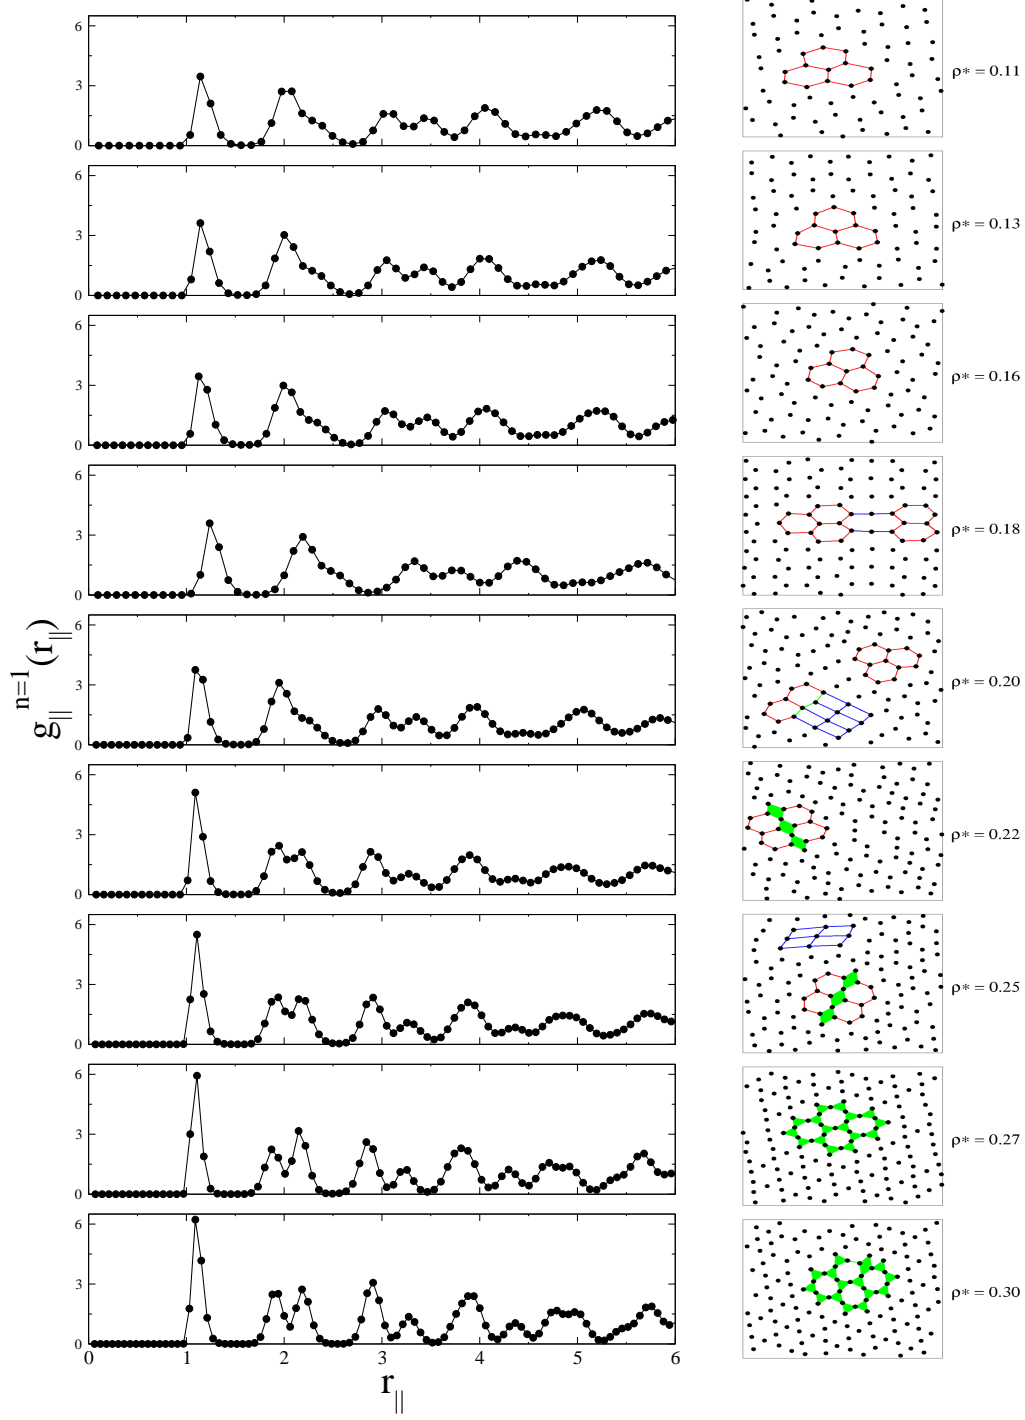 6
3
0
ρ* = 0.11
6
3
0
ρ* = 0.13
6
3
0
ρ* = 0.16
6
3
0
ρ* = 0.18
6
3
0
ρ* = 0.20
6
3
0
ρ* = 0.22
6
3
0
ρ* = 0.25
6
3
0
ρ* = 0.27
6
3
0
ρ* = 0.30
0 1 2 3 4 5 6
r||
g||^n=1(r||)